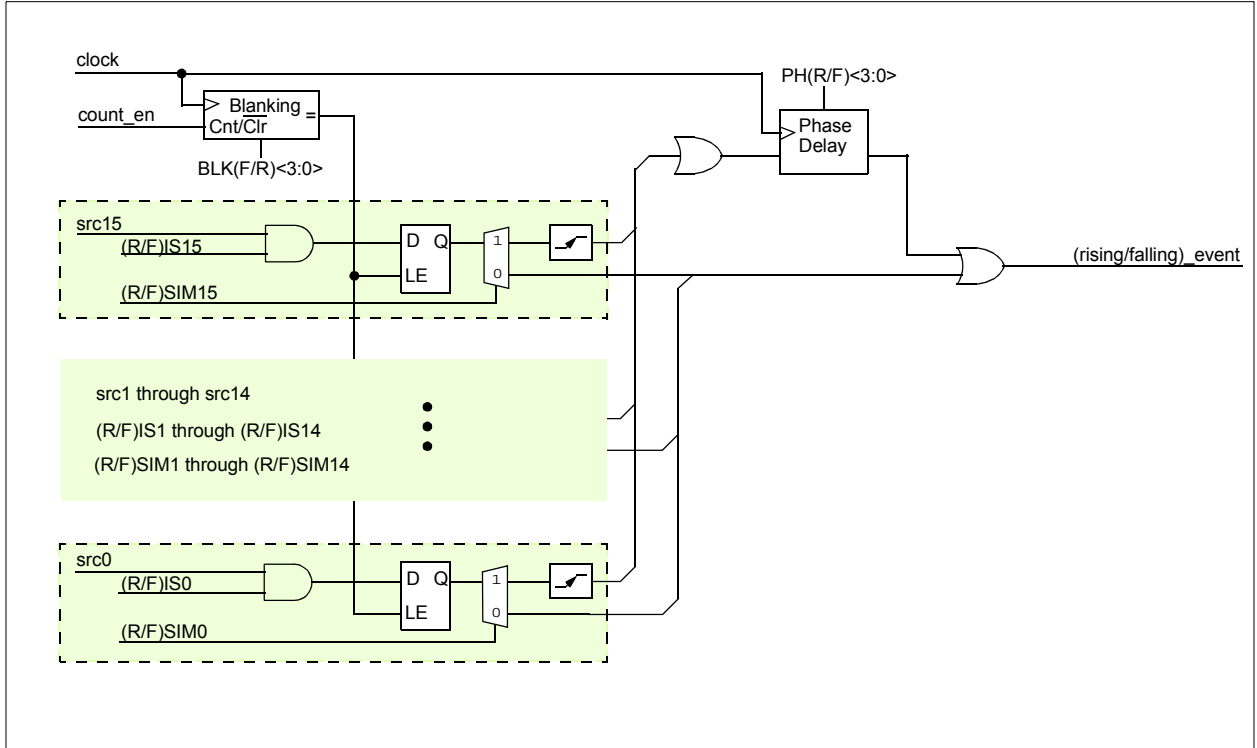 clock
PH(R/F)<3:0>
Blanking
=
count_en
Cnt/Clr
Phase
Delay
BLK(F/R)<3:0>
src15
(R/F)IS15
D Q
1
LE
0
(R/F)SIM15
(rising/falling)_event
src1 through src14
(R/F)IS1 through (R/F)IS14
(R/F)SIM1 through (R/F)SIM14
src0
(R/F)IS0
D Q
1
LE
0
(R/F)SIM0